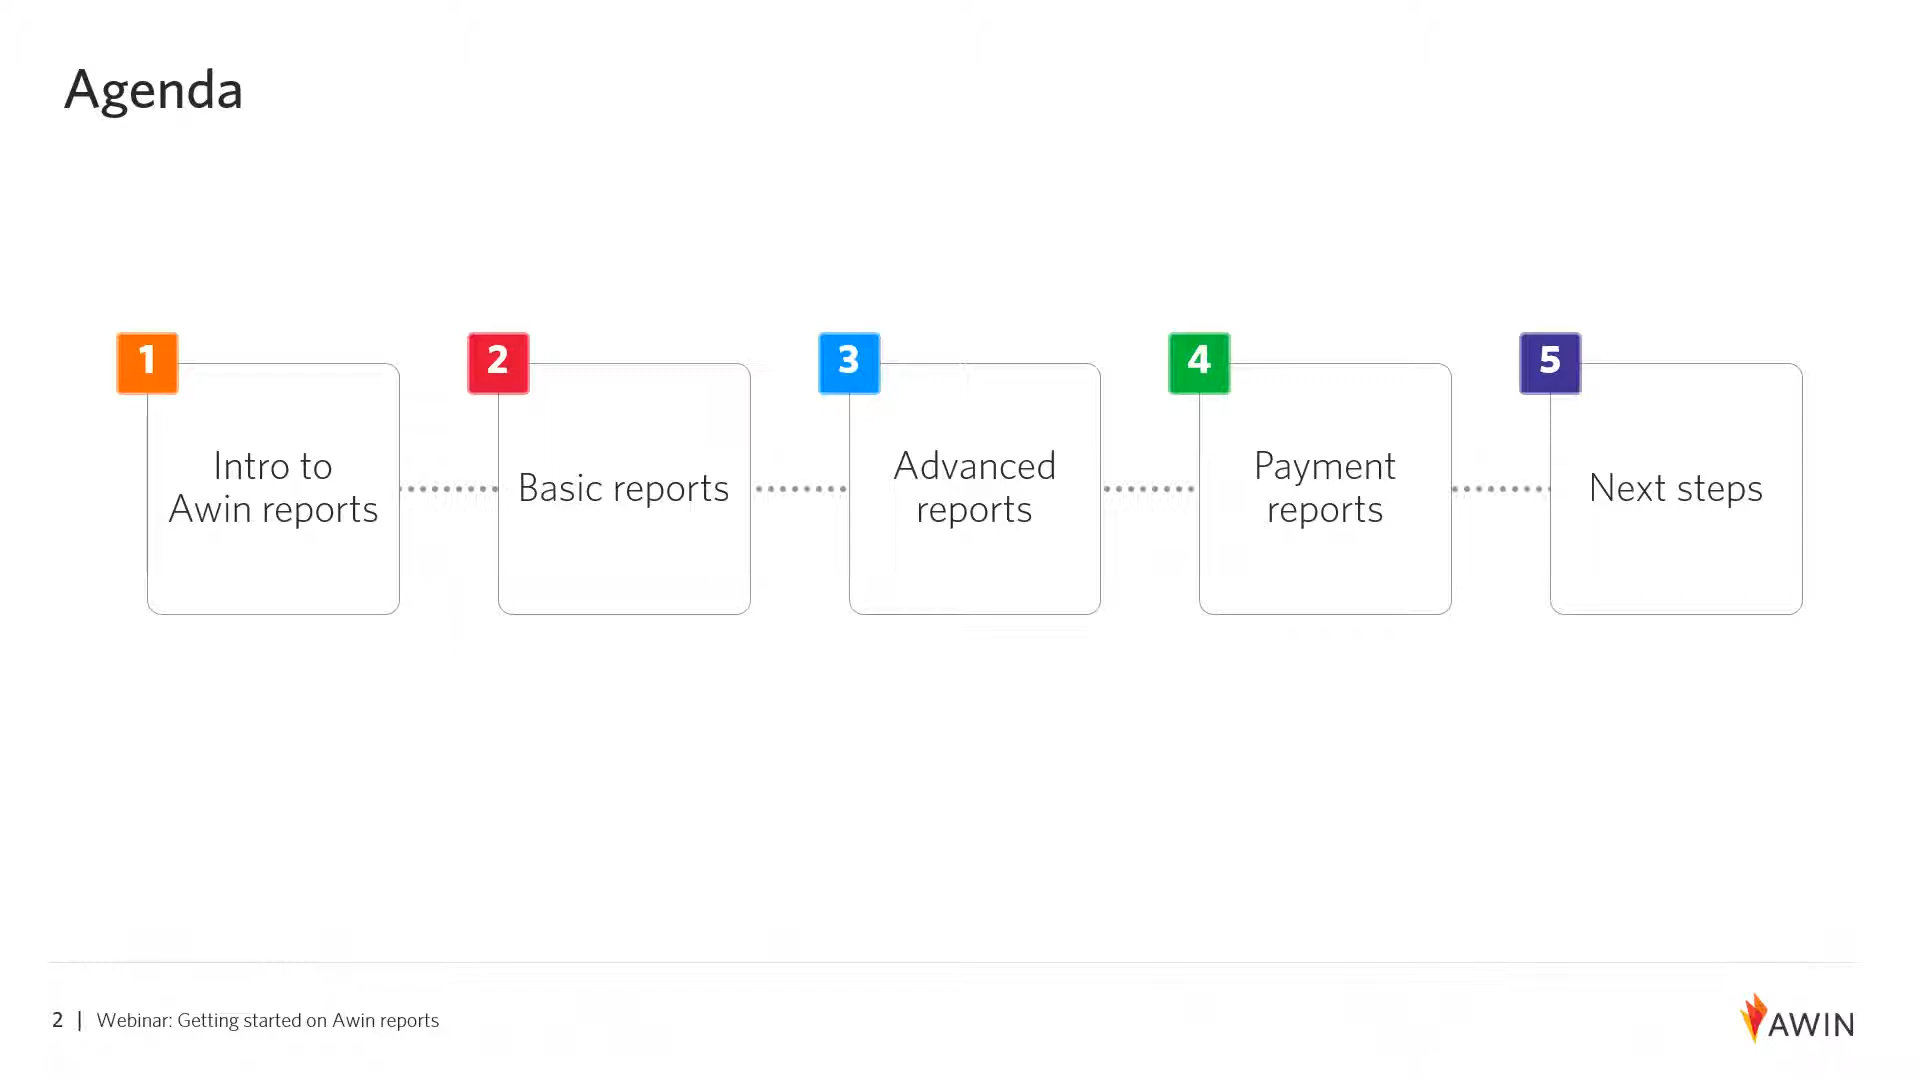 Agenda
1
Intro to
Awin reports
2
Basic reports
3
Advanced
reports
4
Payment
reports
5
Next steps
2 | Webinar: Getting started on Awin reports
AWIN